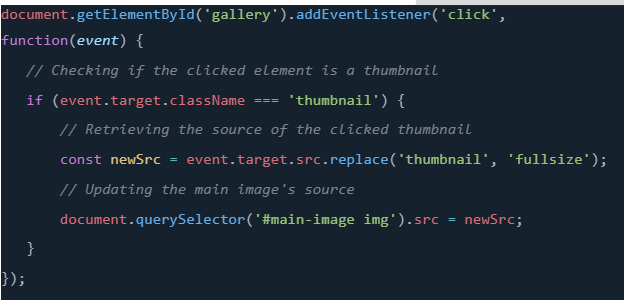 document.getElementById('gallery').addEventListener('click',
function(event) {
// Checking if the clicked element is a thumbnail
if (event.target.className === 'thumbnail') {
// Retrieving the source of the clicked thumbnail
const newSrc = event.target.src.replace('thumbnail', 'fullsize');
// Updating the main image's source
document.querySelector('#main-image img').src = newSrc;
}
});